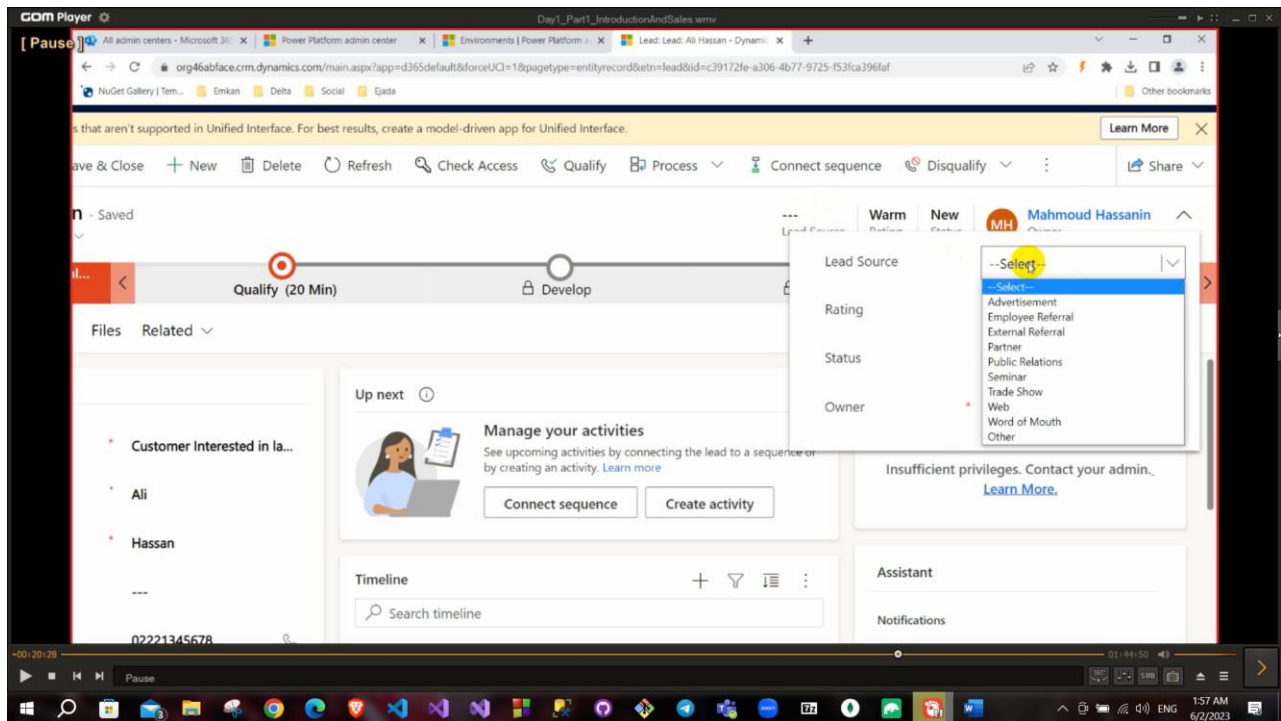 GOM Player
Day1_Part1_IntroductionAndSales.wmv
[ Pause ]
All admin centers - Microsoft 36
Power Platform admin center
Environments | Power Platform a
Lead: Lead: Ali Hassan - Dynamic
org46abface.crm.dynamics.com/main.aspx?app=d365default&forceUCI=1&pagetype=entityrecord&etn=lead&id=c39172fe-a306-4b77-9725-f53fca396faf
NuGet Gallery | Tem...
Emkan
Delta
Social
Ejada
Other bookmarks
s that aren't supported in Unified Interface. For best results, create a model-driven app for Unified Interface.
Learn More
ave & Close
New
Delete
Refresh
Check Access
Qualify
Process
Connect sequence
Disqualify
Share
n - Saved
---
Lead Source
Warm
Rating
New
Status
MH
Mahmoud Hassanin
Owner
Qualify (20 Min)
Develop
Files
Related
Lead Source
--Select--
--Select--
Advertisement
Employee Referral
External Referral
Partner
Public Relations
Seminar
Trade Show
Web
Word of Mouth
Other
Rating
Status
Owner *
Up next
Manage your activities
See upcoming activities by connecting the lead to a sequence or
by creating an activity. Learn more
Connect sequence
Create activity
* Customer Interested in la...
* Ali
* Hassan
---
02221345678
Insufficient privileges. Contact your admin.
Learn More.
Timeline
Search timeline
Assistant
Notifications
-00:20:28
01:44:50
Pause
SUB
ENG
1:57 AM
6/2/2023